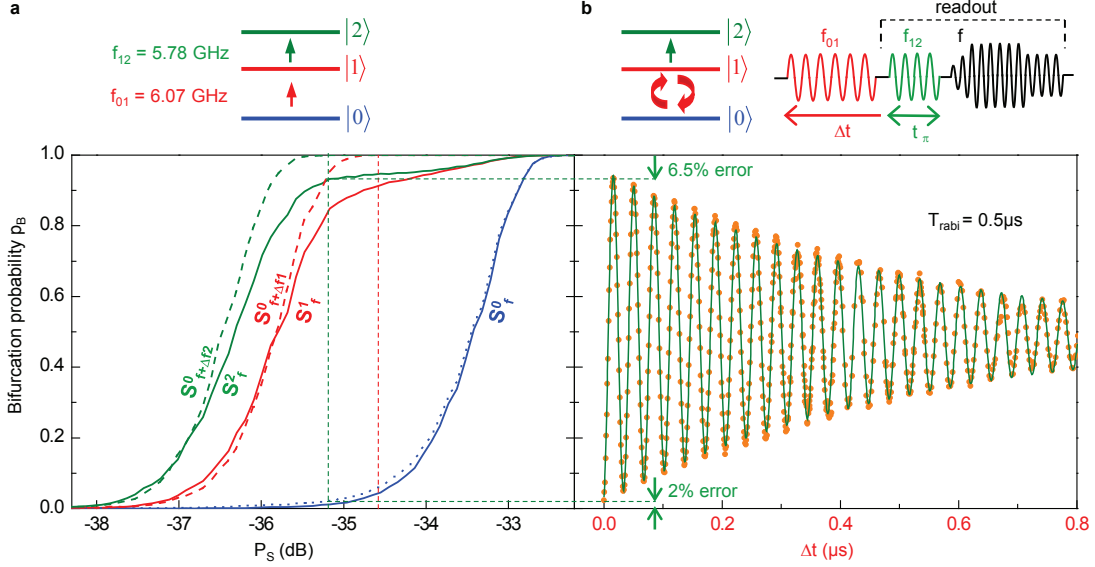 a
|2⟩
f12 = 5.78 GHz
|1⟩
f01 = 6.07 GHz
|0⟩
b
|2⟩
|1⟩
|0⟩
readout
f01
f12
f
Δt
tπ
Bifurcation probability pB
1.0
0.8
0.6
0.4
0.2
0.0
S0f+Δf2
S2f
S0f+Δf1
S1f
S0f
-38
-37
-36
-35
-34
-33
PS (dB)
6.5% error
Trabi = 0.5µs
2% error
0.0
0.2
0.4
0.6
0.8
Δt (µs)